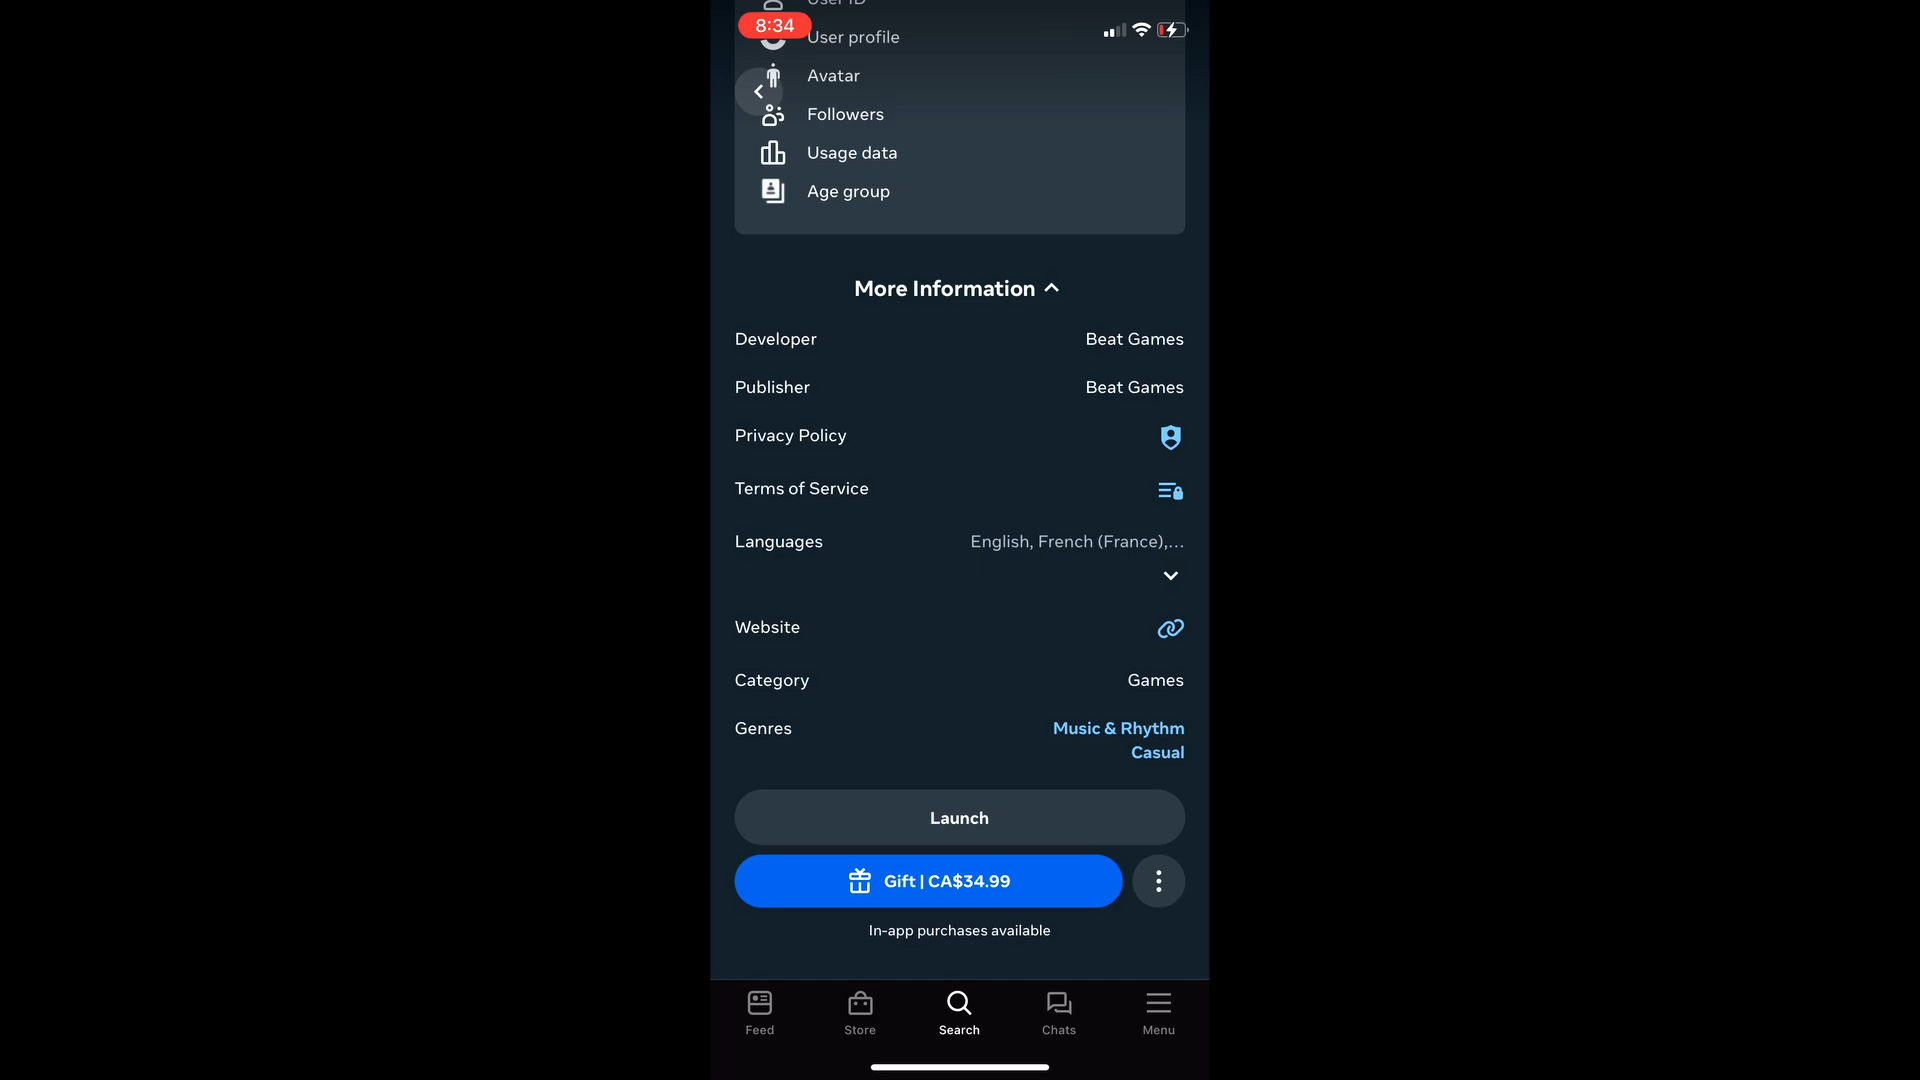 User ID
8:34
User profile
Avatar
Followers
Usage data
Age group
More Information
Developer Beat Games
Publisher Beat Games
Privacy Policy
Terms of Service
Languages English, French (France),...
Website
Category Games
Genres Music & Rhythm
Casual
Launch
Gift | CA$34.99
In-app purchases available
Feed Store Search Chats Menu